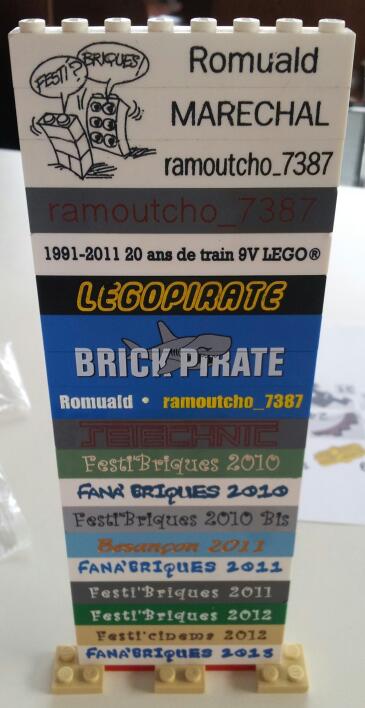 FESTI? BRIQUES!
Romuald
MARECHAL
ramoutcho_7387
ramoutcho_7387
1991-2011 20 ans de train 9V LEGO®
LEGOPIRATE
BRICK PIRATE
Romuald • ramoutcho_7387
SETECHNIC
Festi'Briques 2010
FANA'BRIQUES 2010
Festi'Briques 2010 Bis
Besançon 2011
FANA'BRIQUES 2011
Festi'Briques 2011
Festi'Briques 2012
Festi'cinema 2012
FANA'BRIQUES 2013